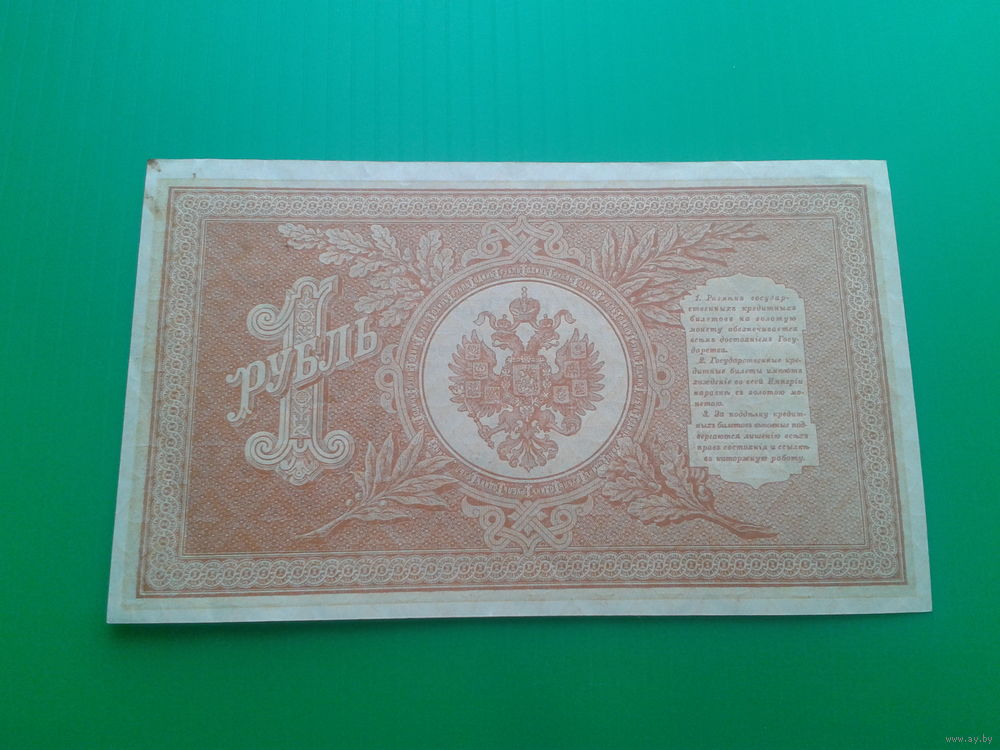 1
РУБЛЬ
1. Размѣнъ государ-
ственныхъ кредитныхъ
билетовъ на золотую
монету обезпечивается
всѣмъ достояніемъ Госу-
дарства.
2. Государственные кре-
дитные билеты имѣютъ
хожденіе во всей Имперіи
наравнѣ съ золотою мо-
нетою.
3. За поддѣлку кредит-
ныхъ билетовъ виновные под-
вергаются лишенію всѣхъ
правъ состоянія и ссылкѣ
въ каторжную работу.
www.ay.by